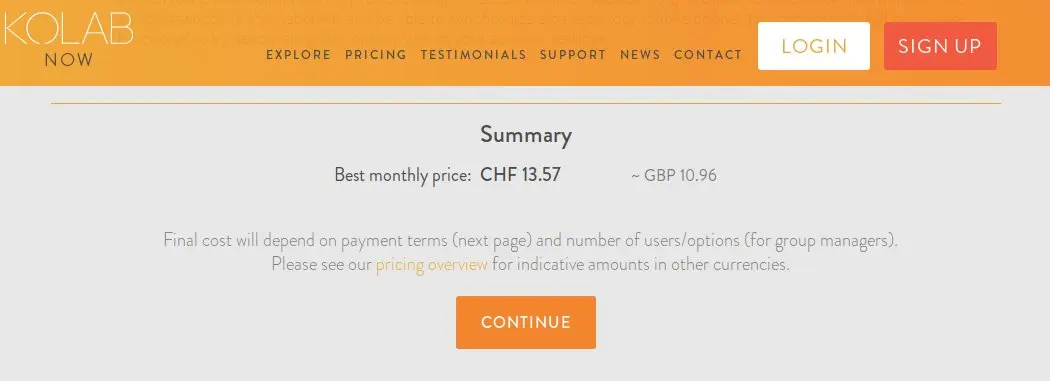 KOLAB
NOW
EXPLORE PRICING TESTIMONIALS SUPPORT NEWS CONTACT LOGIN SIGN UP
Summary
Best monthly price: CHF 13.57 ~ GBP 10.96
Final cost will depend on payment terms (next page) and number of users/options (for group managers).
Please see our pricing overview for indicative amounts in other currencies.
CONTINUE